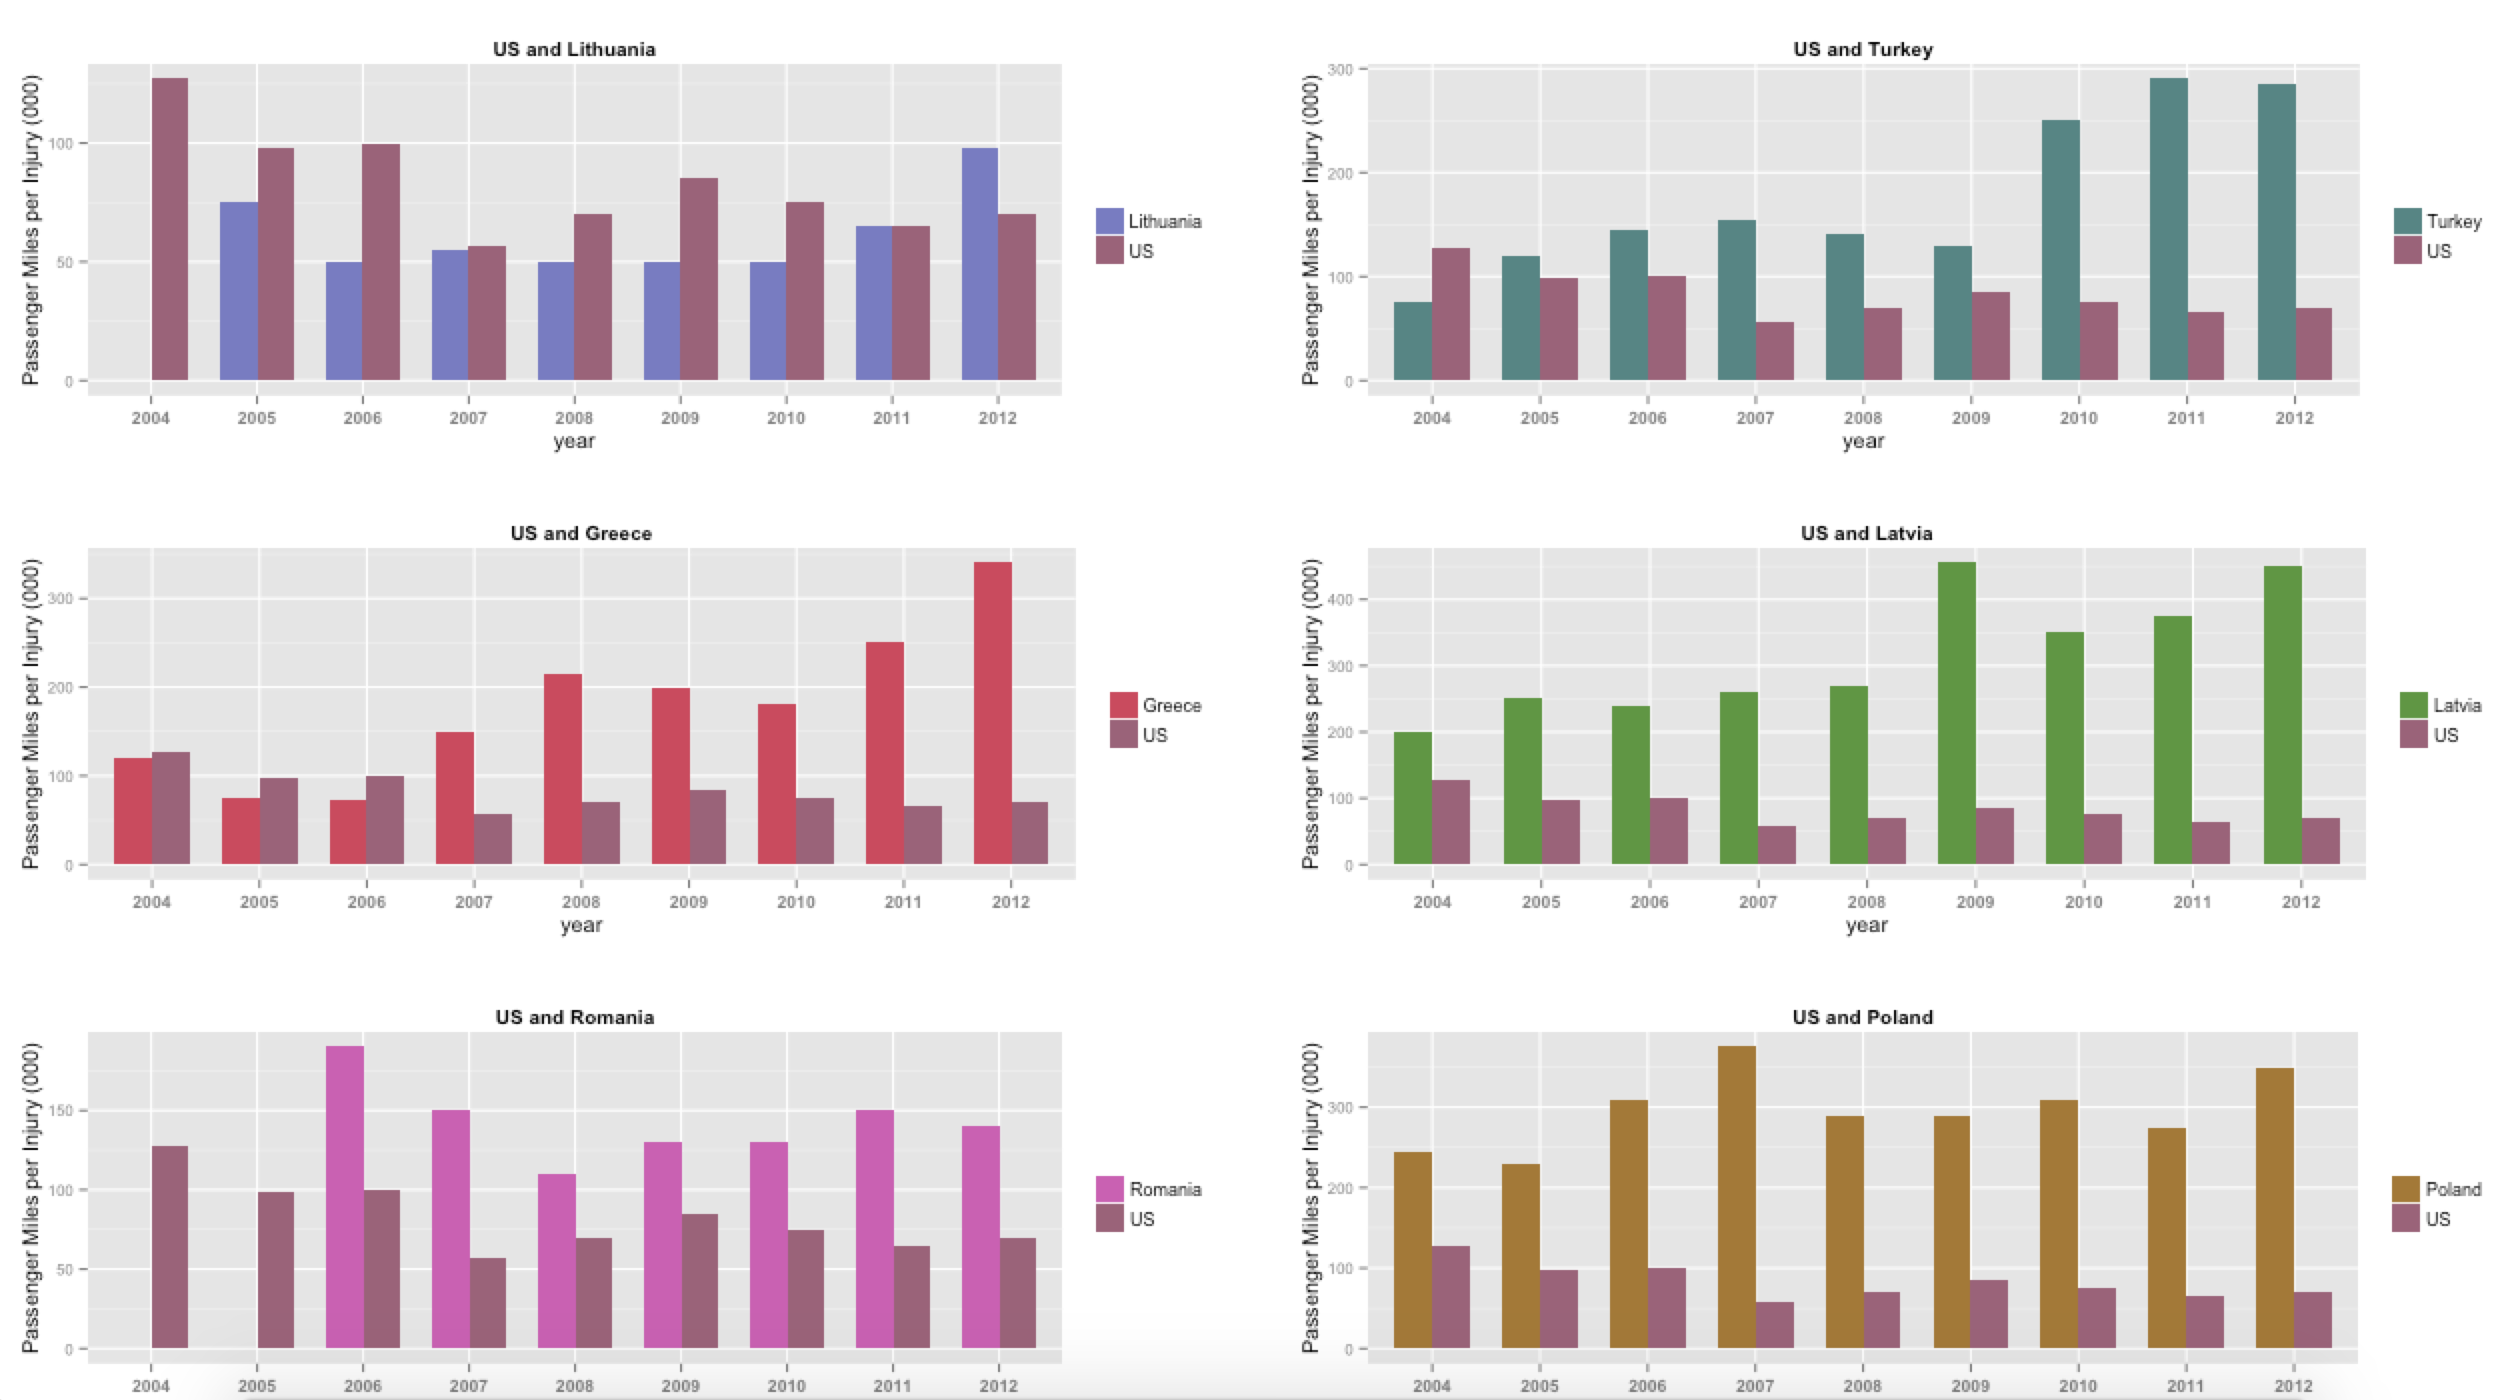 US and Lithuania
Passenger Miles per Injury (000)
100
50
0
2004 2005 2006 2007 2008 2009 2010 2011 2012
year
Lithuania
US
US and Turkey
Passenger Miles per Injury (000)
300
200
100
0
2004 2005 2006 2007 2008 2009 2010 2011 2012
year
Turkey
US
US and Greece
Passenger Miles per Injury (000)
300
200
100
0
2004 2005 2006 2007 2008 2009 2010 2011 2012
year
Greece
US
US and Latvia
Passenger Miles per Injury (000)
400
300
200
100
0
2004 2005 2006 2007 2008 2009 2010 2011 2012
year
Latvia
US
US and Romania
Passenger Miles per Injury (000)
150
100
50
0
2004 2005 2006 2007 2008 2009 2010 2011 2012
Romania
US
US and Poland
Passenger Miles per Injury (000)
300
200
100
0
2004 2005 2006 2007 2008 2009 2010 2011 2012
Poland
US